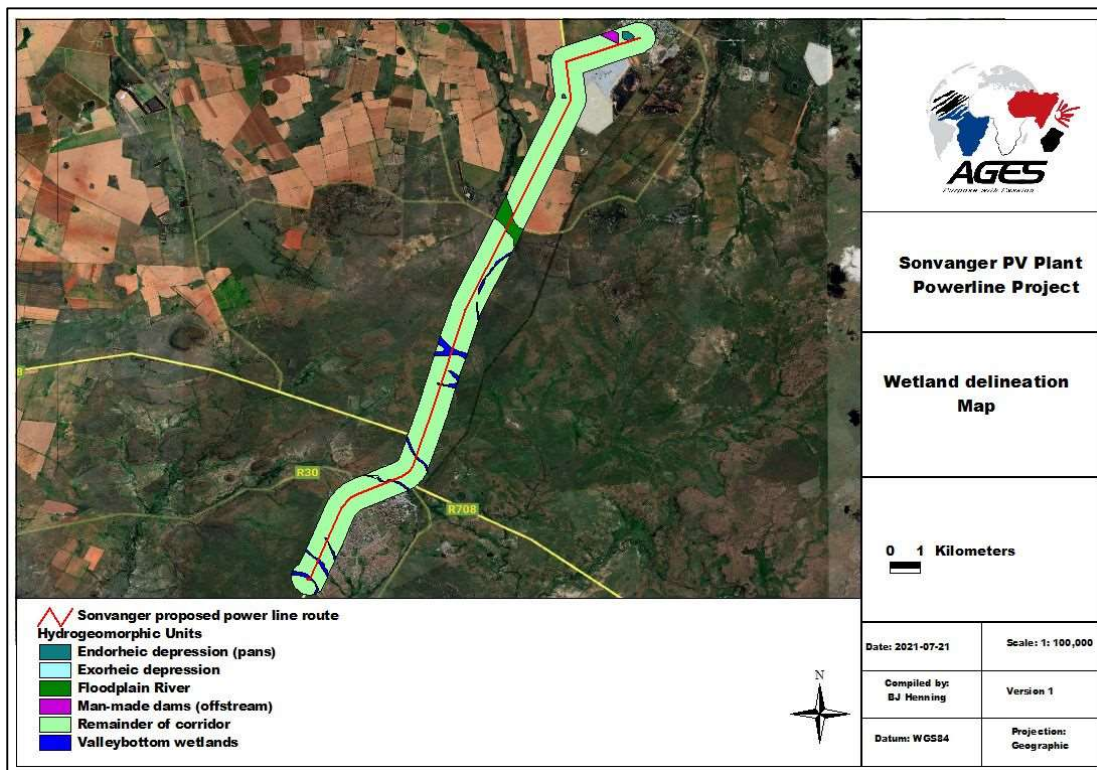 R30
R708
8
AGES
Purpose with Passion
Sonvanger PV Plant
Powerline Project
Wetland delineation
Map
0 1 Kilometers
Date: 2021-07-21
Scale: 1: 100,000
Compiled by:
BJ Henning
Version 1
Datum: WGS84
Projection:
Geographic
Sonvanger proposed power line route
Hydrogeomorphic Units
Endorheic depression (pans)
Exorheic depression
Floodplain River
Man-made dams (offstream)
Remainder of corridor
Valleybottom wetlands
N